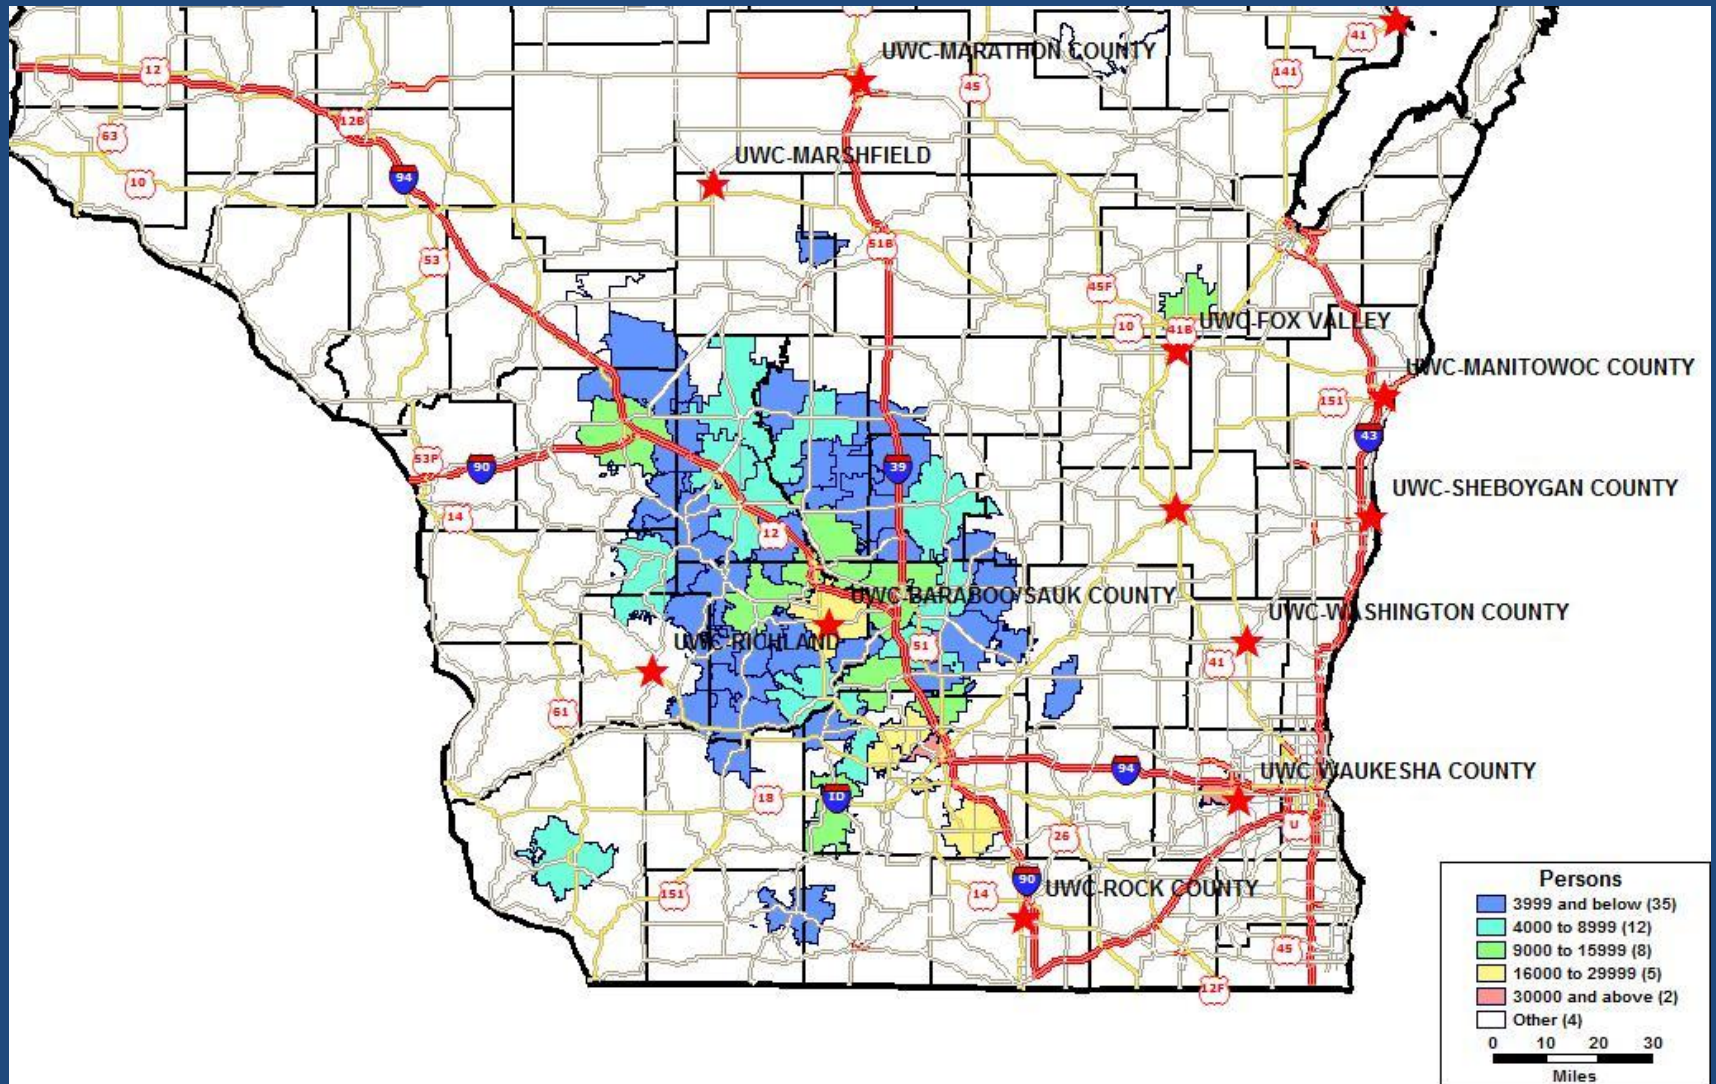 41
UWC-MARATHON COUNTY
12
141
45
12B
63
UWC-MARSHFIELD
94
10
51B
53
45F
UWC-FOX VALLEY
10
41B
UWC-MANITOWOC COUNTY
151
43
53P
90
39
UWC-SHEBOYGAN COUNTY
14
12
UWC-BARABOO/SAUK COUNTY
UWC-WASHINGTON COUNTY
UWC-RICHLAND
51
41
61
94
UWC-WAUKESHA COUNTY
18
ID
U
26
90
UWC-ROCK COUNTY
151
14
45
12F
Persons
3999 and below (35)
4000 to 8999 (12)
9000 to 15999 (8)
16000 to 29999 (5)
30000 and above (2)
Other (4)
0 10 20 30
Miles